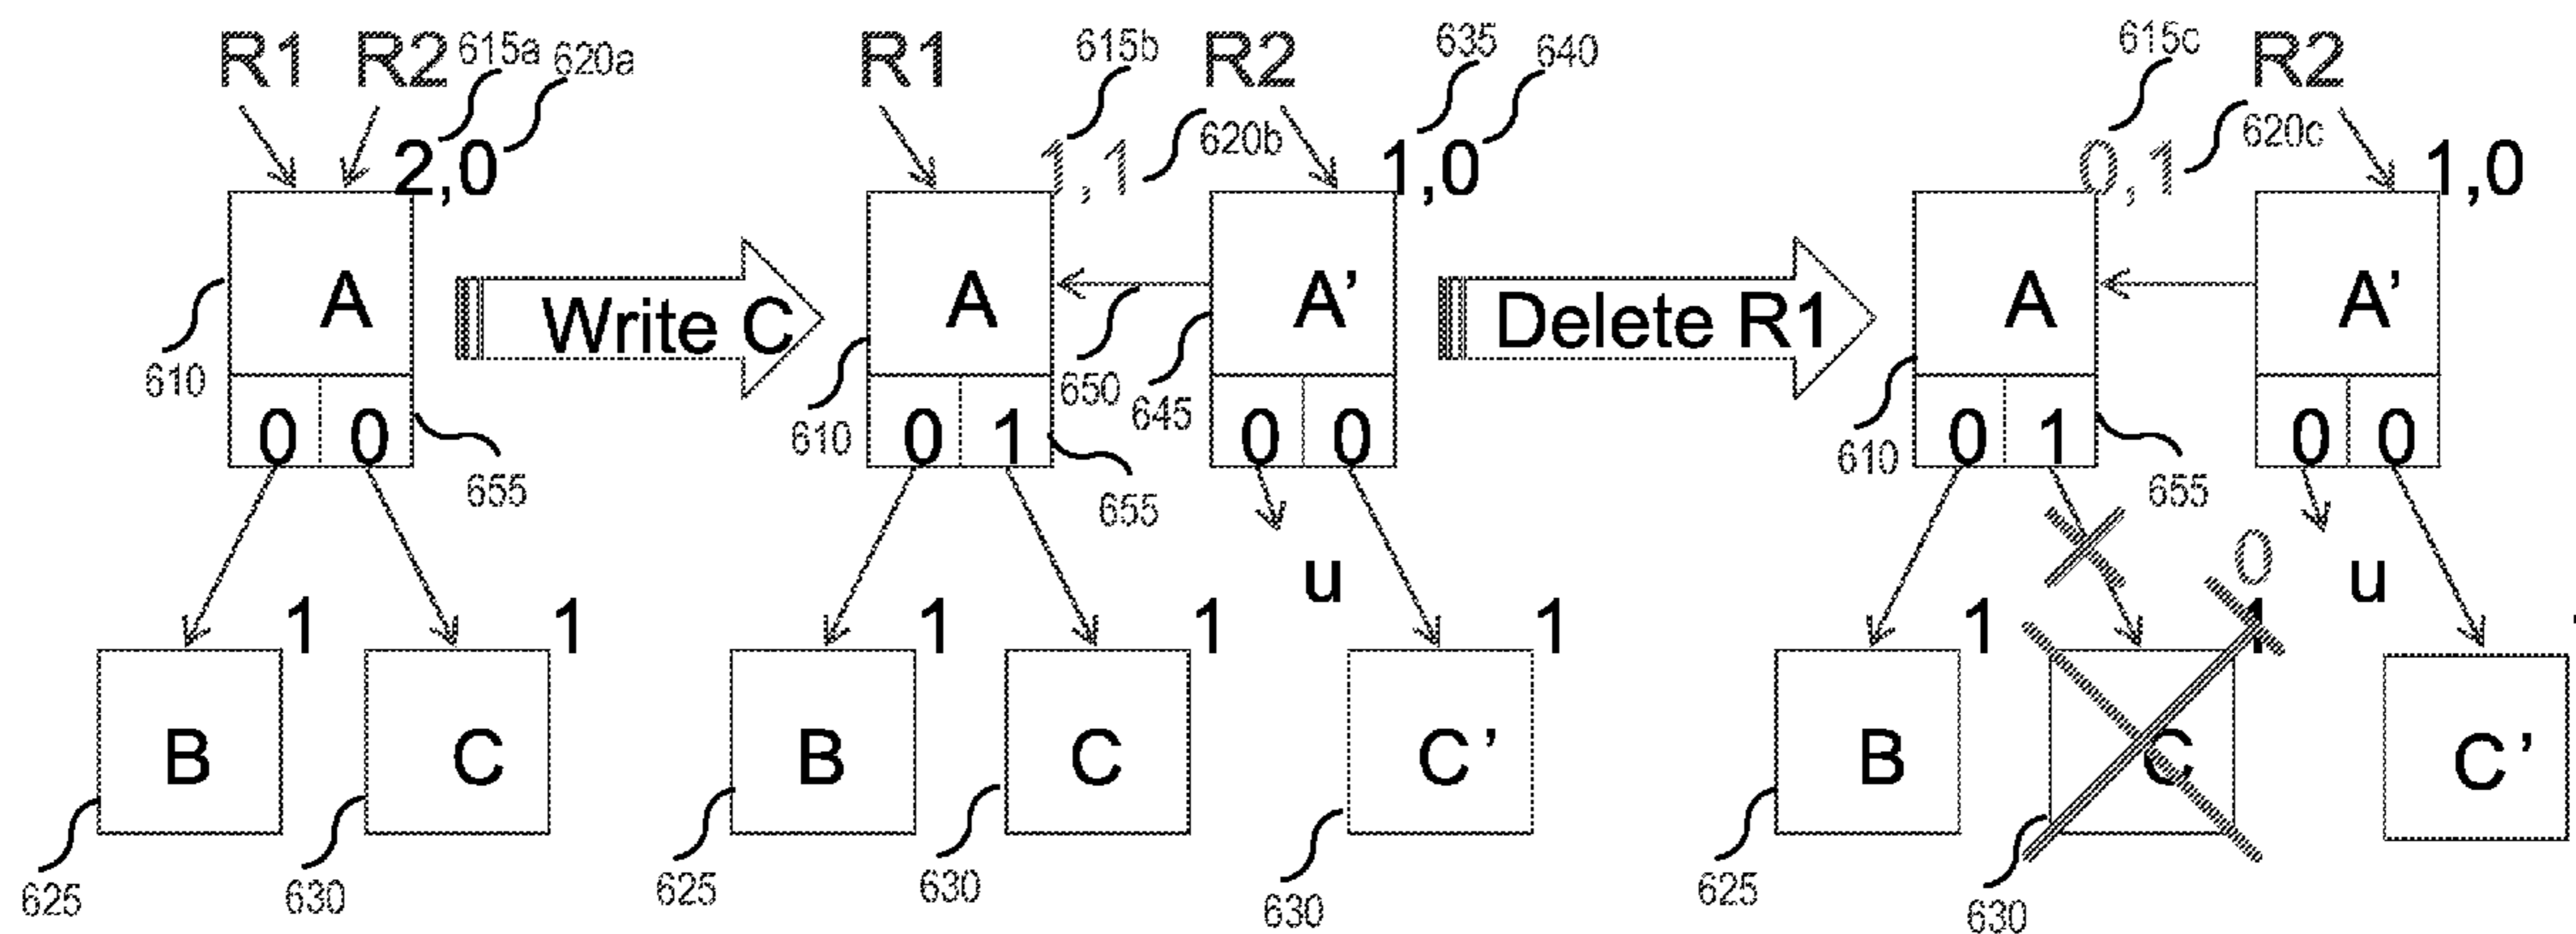 R1 R2 615a 620a R1 615b R2 635 640 615c R2
2,0 1,1 620b 1,0 0,1 620c 1,0
A Write C A A' Delete R1 A A'
610 610 650 645 610
0 0 0 1 0 0 0 1 0 0
655 655 655
1 1 1 1 u 1 1 0 1 u
B C B C C' B C C'
625 630 625 630 630 625 630